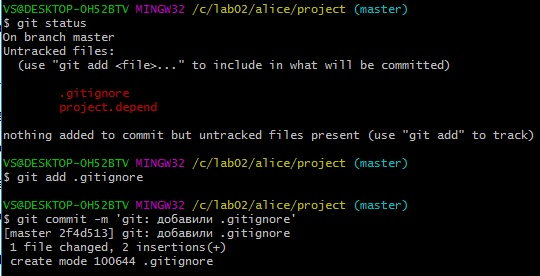 VS@DESKTOP-OH52BTV MINGW32 /c/lab02/alice/project (master)
$ git status
On branch master
Untracked files:
  (use "git add <file>..." to include in what will be committed)

        .gitignore
        project.depend

nothing added to commit but untracked files present (use "git add" to track)

VS@DESKTOP-OH52BTV MINGW32 /c/lab02/alice/project (master)
$ git add .gitignore

VS@DESKTOP-OH52BTV MINGW32 /c/lab02/alice/project (master)
$ git commit -m 'git: добавили .gitignore'
[master 2f4d513] git: добавили .gitignore
 1 file changed, 2 insertions(+)
 create mode 100644 .gitignore